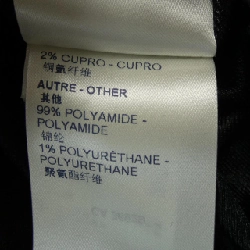 2% CUPRO - CUPRO
铜氨纤维
AUTRE - OTHER
其他
99% POLYAMIDE -
POLYAMIDE
锦纶
1% POLYURÉTHANE -
POLYURETHANE
聚氨酯纤维